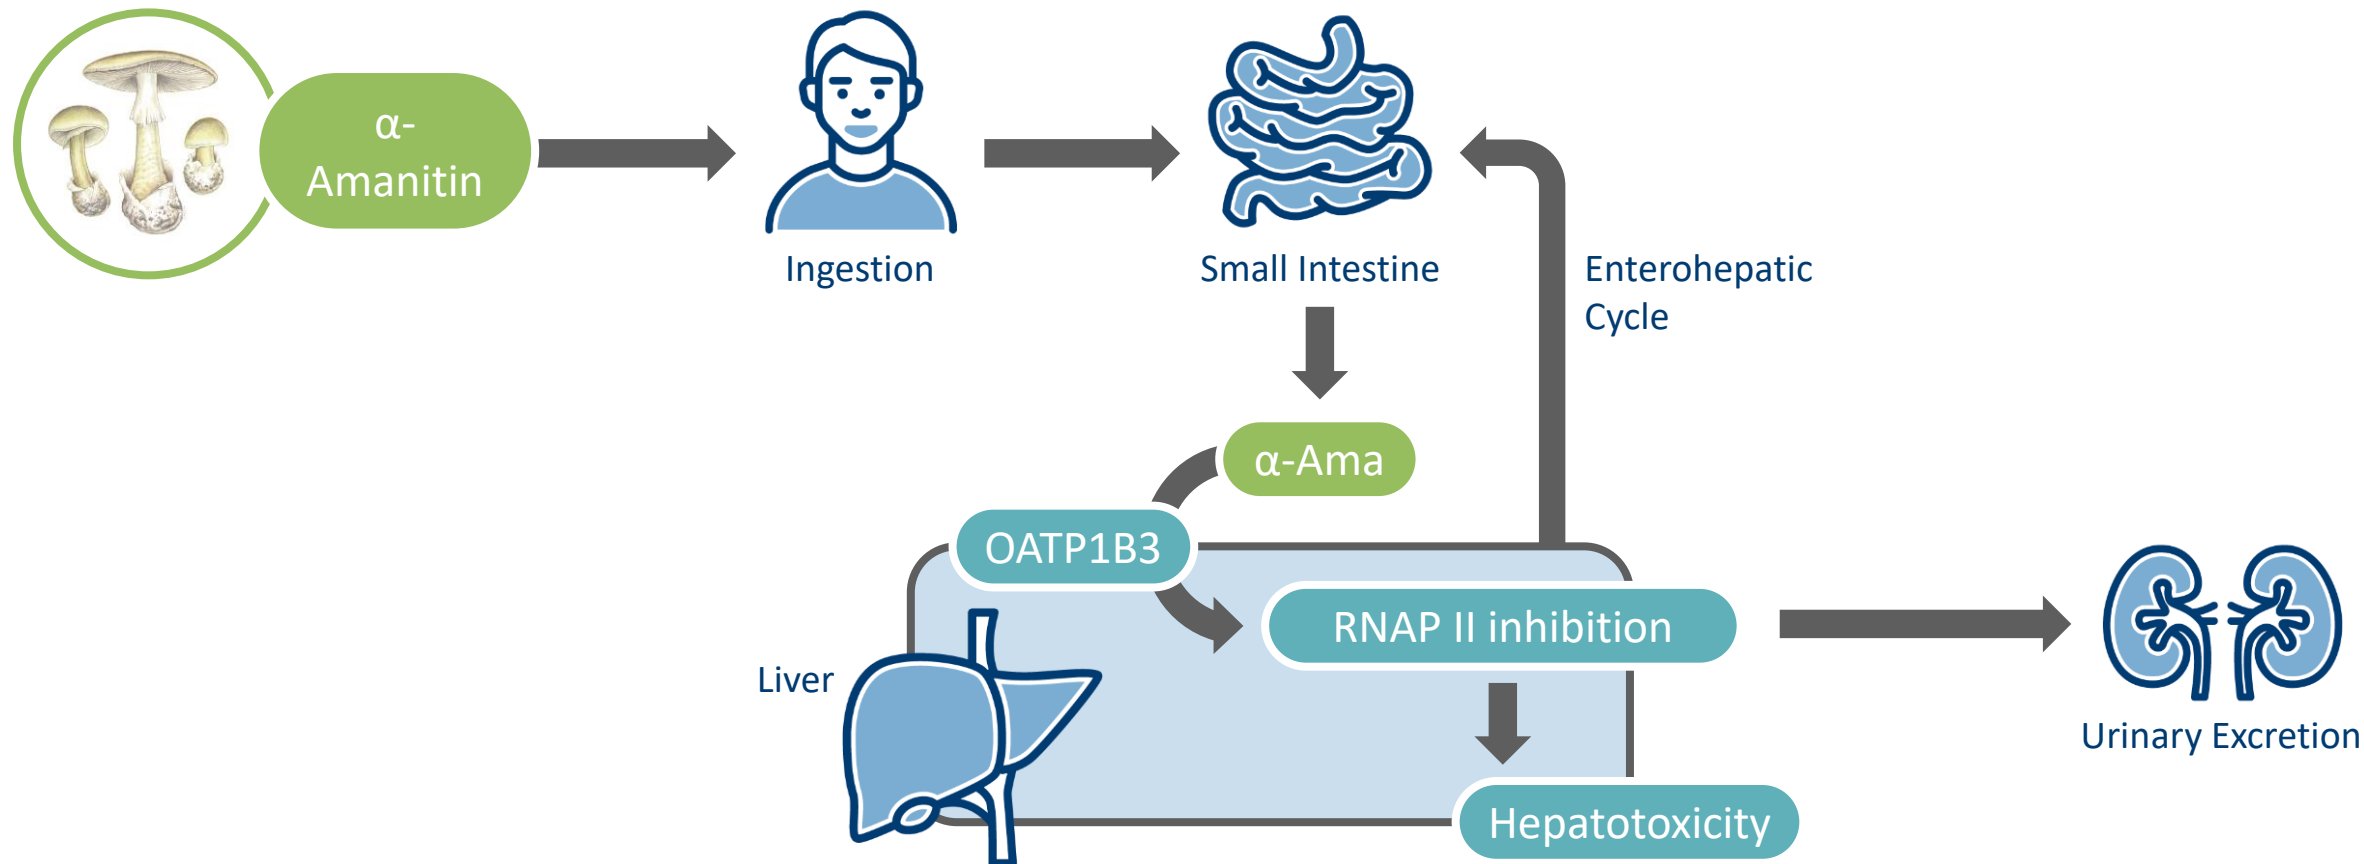 α-
Amanitin
Ingestion
Small Intestine
Enterohepatic
Cycle
α-Ama
OATP1B3
RNAP II inhibition
Liver
Urinary Excretion
Hepatotoxicity